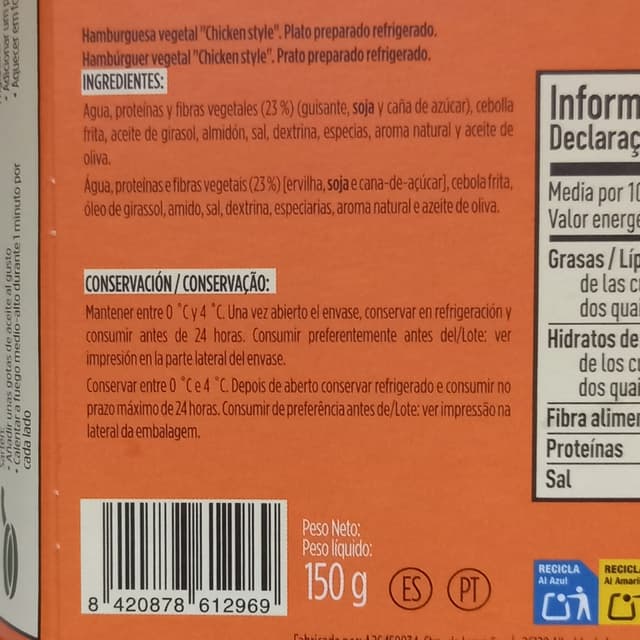 Hamburguesa vegetal "Chicken style". Plato preparado refrigerado.
Hambúrguer vegetal "Chicken style". Prato preparado refrigerado.
INGREDIENTES:
Agua, proteínas y fibras vegetales (23 %) (guisante, soja y caña de azúcar), cebolla
frita, aceite de girasol, almidón, sal, dextrina, especias, aroma natural y aceite de
oliva.
Água, proteínas e fibras vegetais (23 %) [ervilha, soja e cana-de-açúcar], cebola frita,
óleo de girassol, amido, sal, dextrina, especiarias, aroma natural e azeite de oliva.
CONSERVACIÓN / CONSERVAÇÃO:
Mantener entre 0 °C y 4 °C. Una vez abierto el envase, conservar en refrigeración y
consumir antes de 24 horas. Consumir preferentemente antes del/Lote: ver
impresión en la parte lateral del envase.
Conservar entre 0 °C e 4 °C. Depois de aberto conservar refrigerado e consumir no
prazo máximo de 24 horas. Consumir de preferência antes de/Lote: ver impressão na
lateral da embalagem.
8 420878 612969
Peso Neto:
Peso líquido:
150 g
ES
PT
Inform
Declaraç
Media por 10
Valor energé
Grasas / Líp
de las
dos
Hidratos de
de los
dos
Fibra alimen
Proteínas
Sal
RECICLA
Al Azul
RECICL
Al Amari
• Adicionar um
• Aquecer em
• Añadir unas gotas de aceite al gusto
• Calentar a fuego medio-alto durante 1 minuto por
cada lado